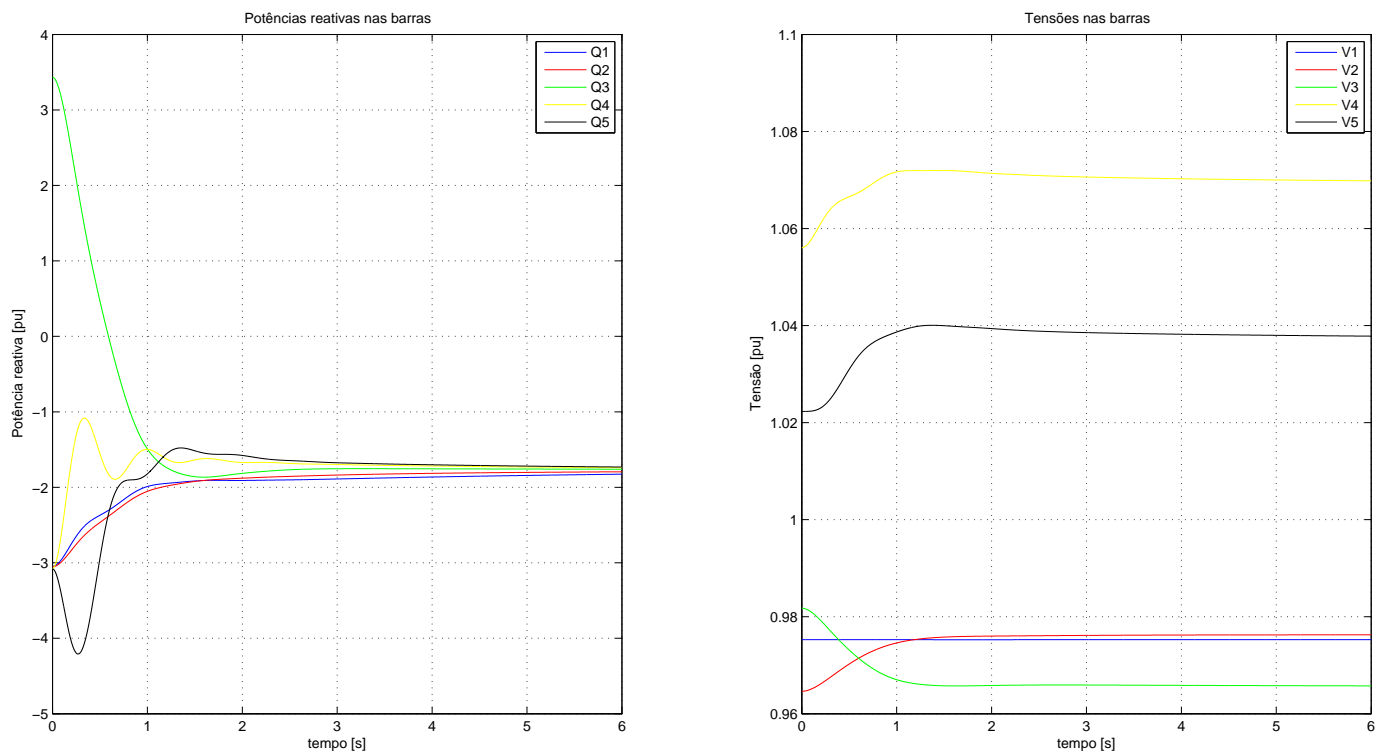 Potências reativas nas barras
4
3
2
1
0
−1
−2
−3
−4
−5
Potência reativa [pu]
0 1 2 3 4 5 6
tempo [s]
Q1
Q2
Q3
Q4
Q5
Tensões nas barras
1.1
1.08
1.06
1.04
1.02
1
0.98
0.96
Tensão [pu]
0 1 2 3 4 5 6
tempo [s]
V1
V2
V3
V4
V5